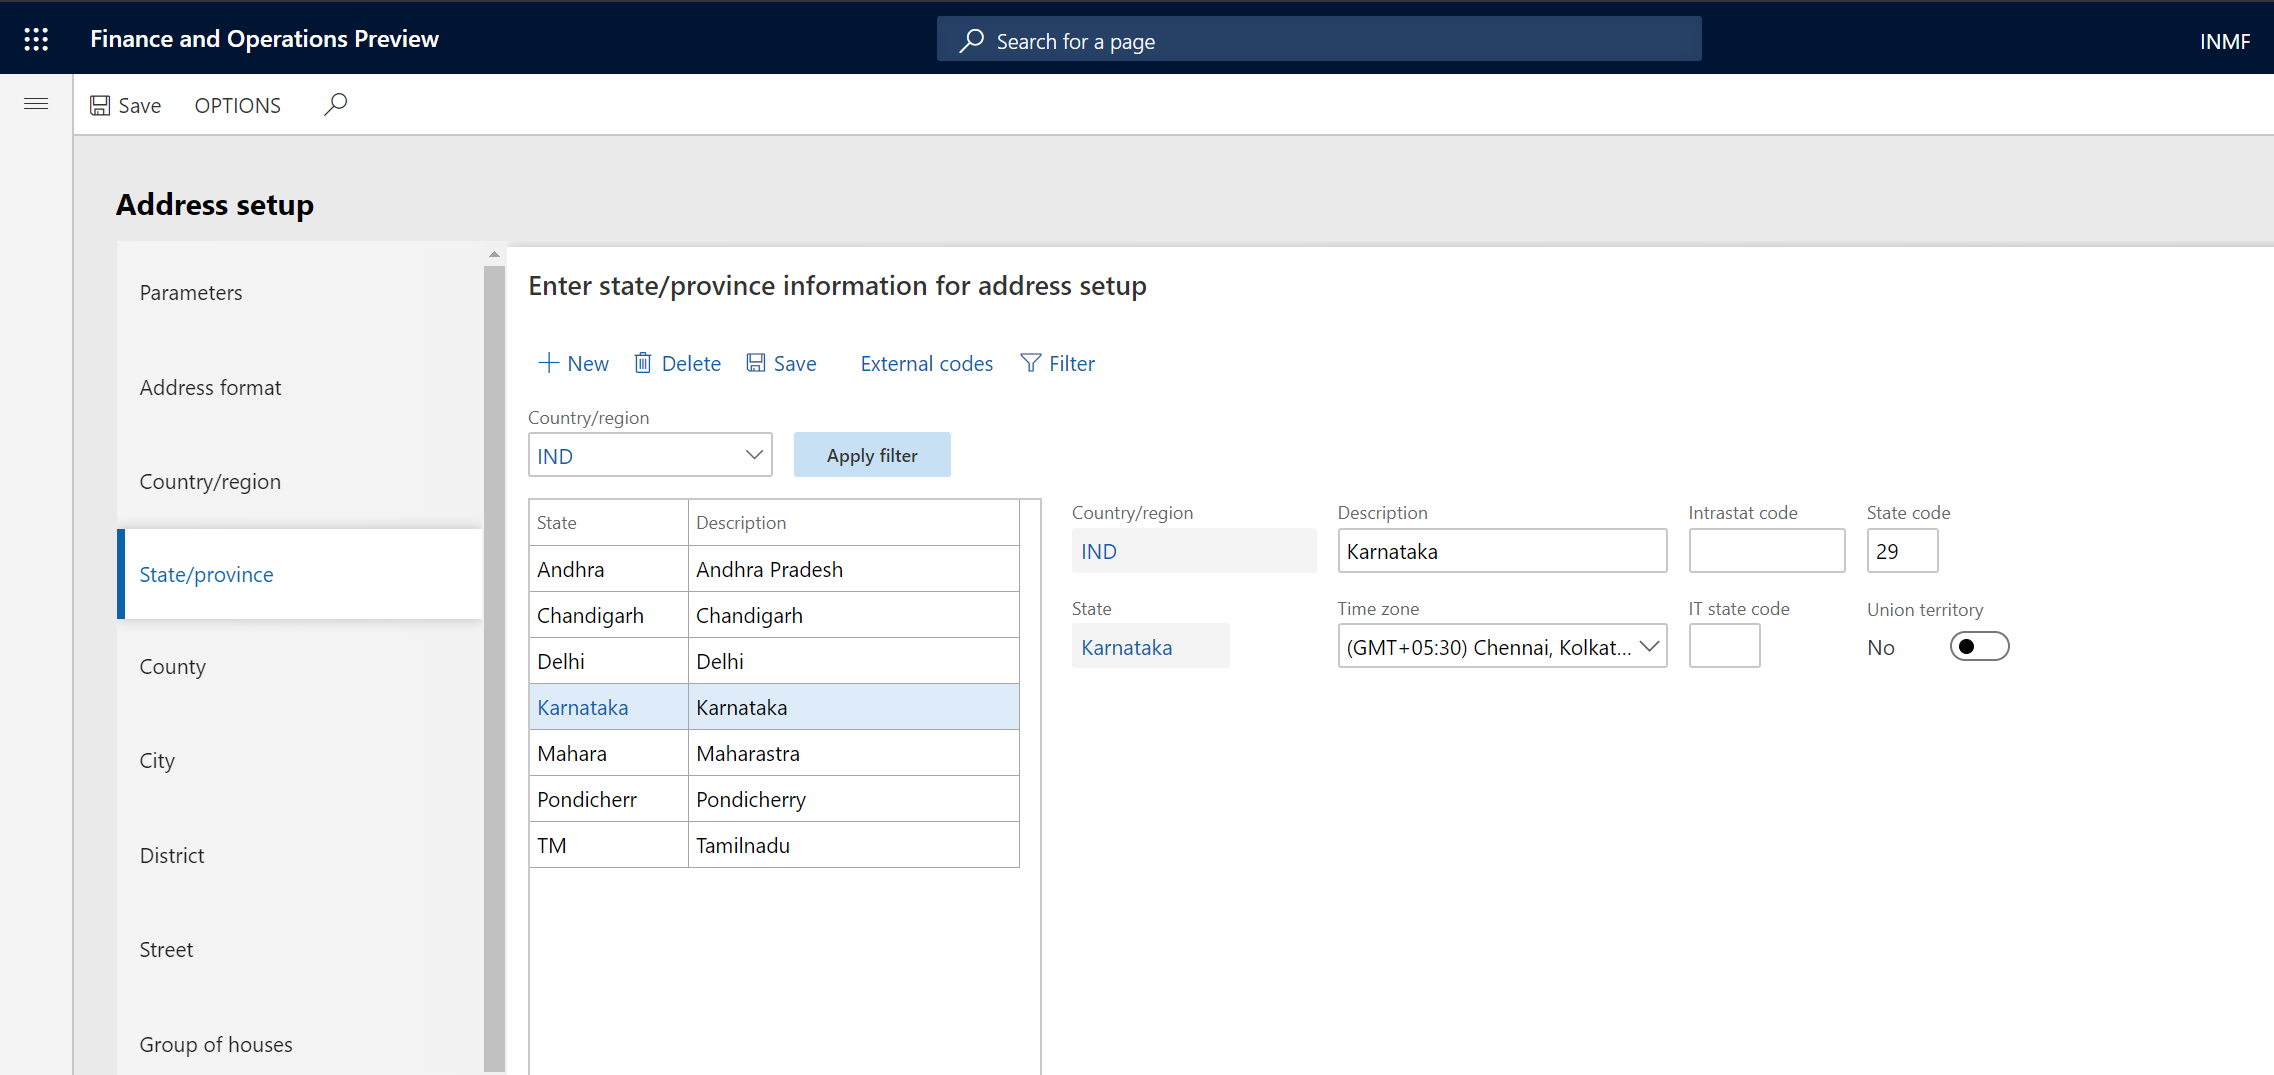 Finance and Operations Preview
Search for a page
INMF
Save OPTIONS
Address setup
Parameters
Address format
Country/region
State/province
County
City
District
Street
Group of houses
Enter state/province information for address setup
New Delete Save External codes Filter
Country/region
IND
Apply filter
State Description
Andhra Andhra Pradesh
Chandigarh Chandigarh
Delhi Delhi
Karnataka Karnataka
Mahara Maharastra
Pondicherr Pondicherry
TM Tamilnadu
Country/region Description Intrastat code State code
IND Karnataka 29
State Time zone IT state code Union territory
Karnataka (GMT+05:30) Chennai, Kolkat... No